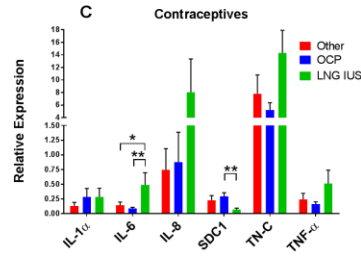 C Contraceptives
Other
OCP
LNG IUS
Relative Expression
18
16
14
12
10
8
6
4
1.50
1.25
1.00
0.75
0.50
0.25
0.00
*
**
**
IL-1α
IL-6
IL-8
SDC1
TN-C
TNF-α